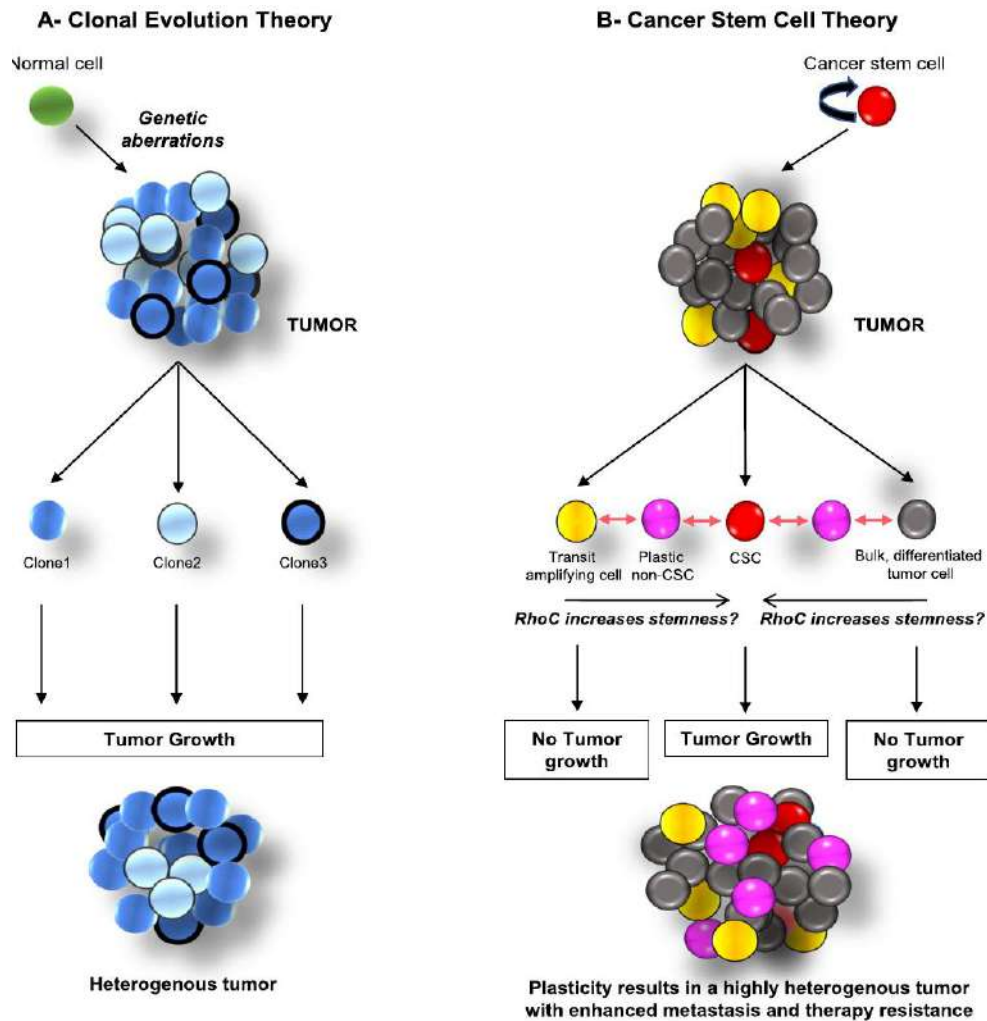 A- Clonal Evolution Theory
Normal cell
Genetic
aberrations
TUMOR
Clone1
Clone2
Clone3
Tumor Growth
Heterogenous tumor
B- Cancer Stem Cell Theory
Cancer stem cell
TUMOR
Transit
amplifying cell
Plastic
non-CSC
CSC
Bulk, differentiated
tumor cell
RhoC increases stemness?
RhoC increases stemness?
No Tumor
growth
Tumor Growth
No Tumor
growth
Plasticity results in a highly heterogenous tumor
with enhanced metastasis and therapy resistance